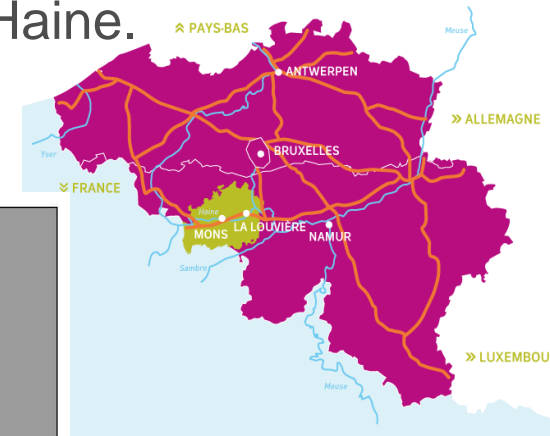 Haine.
PAYS-BAS
Meuse
ANTWERPEN
ALLEMAGNE
BRUXELLES
Yser
FRANCE
Haine
LA LOUVIÈRE
MONS
NAMUR
Sambre
LUXEMBOU
Meuse